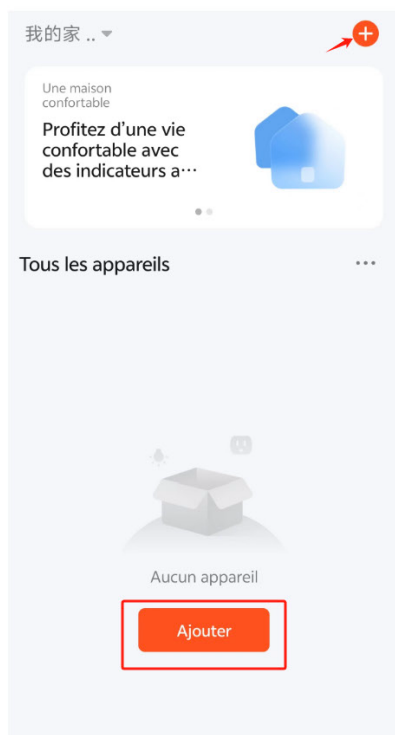 我的家 ..
Une maison
confortable
Profitez d'une vie
confortable avec
des indicateurs a···
Tous les appareils
Aucun appareil
Ajouter